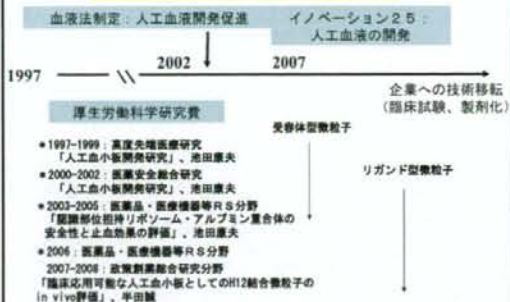 血液法制定：人工血液開発促進
イノベーション２５：
人工血液の開発
1997
2002
2007
企業への技術移転
（臨床試験、製剤化）
厚生労働科学研究費
＊1997-1999：高度先端医療研究
「人工血小板開発研究」、池田康夫
＊2000-2002：医薬安全総合研究
「人工血小板開発研究」、池田康夫
＊2003-2005：医薬品・医療機器等ＲＳ分野
「認識部位担持リポソーム・アルブミン重合体の
安全性と止血効果の評価」、池田康夫
＊2006：医薬品・医療機器等ＲＳ分野
2007-2008：政策創薬総合研究分野
「臨床応用可能な人工血小板としてのH12結合微粒子の
in vivo評価」、半田誠
受容体型微粒子
リガンド型微粒子